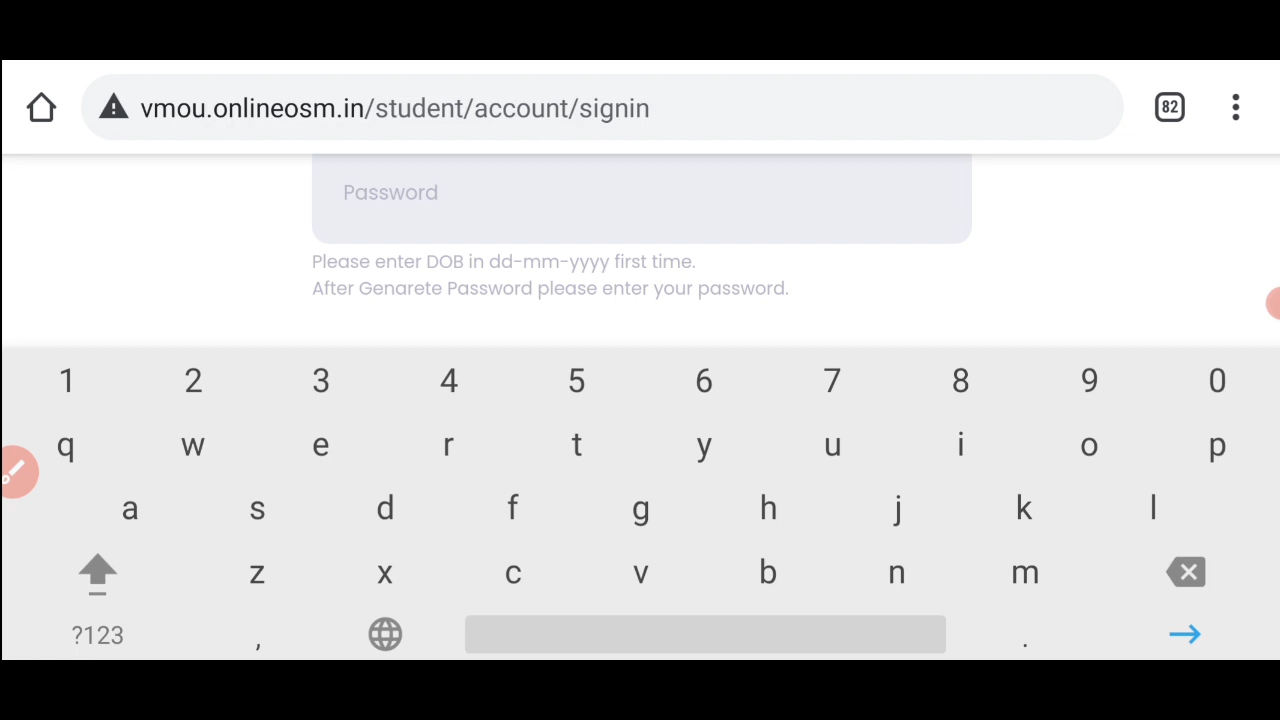 vmou.onlineosm.in/student/account/signin 82
Password
Please enter DOB in dd-mm-yyyy first time.
After Genarete Password please enter your password.
1 2 3 4 5 6 7 8 9 0
q w e r t y u i o p
a s d f g h j k l
z x c v b n m
?123 , .